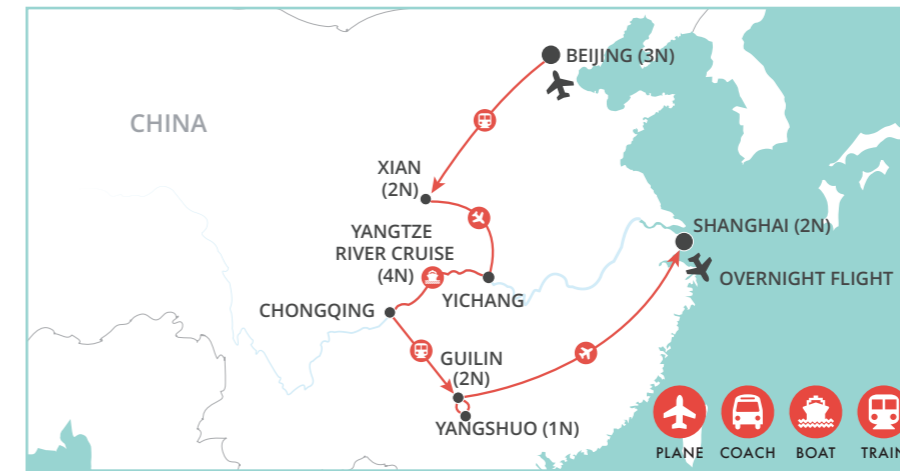 BEIJING (3N)
CHINA
XIAN
(2N)
YANGTZE
RIVER CRUISE
(4N)
SHANGHAI (2N)
OVERNIGHT FLIGHT
YICHANG
CHONGQING
GUILIN
(2N)
YANGSHUO (1N)
PLANE COACH BOAT TRAIN